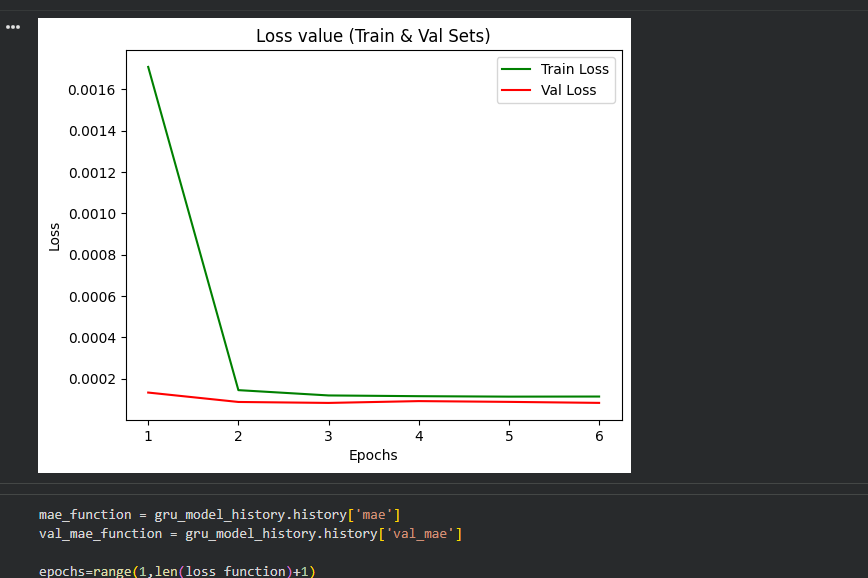 Loss value (Train & Val Sets)
Train Loss
Val Loss
0.0016
0.0014
0.0012
0.0010
0.0008
0.0006
0.0004
0.0002
Loss
1 2 3 4 5 6
Epochs
mae_function = gru_model_history.history['mae']
val_mae_function = gru_model_history.history['val_mae']
epochs=range(1,len(loss_function)+1)